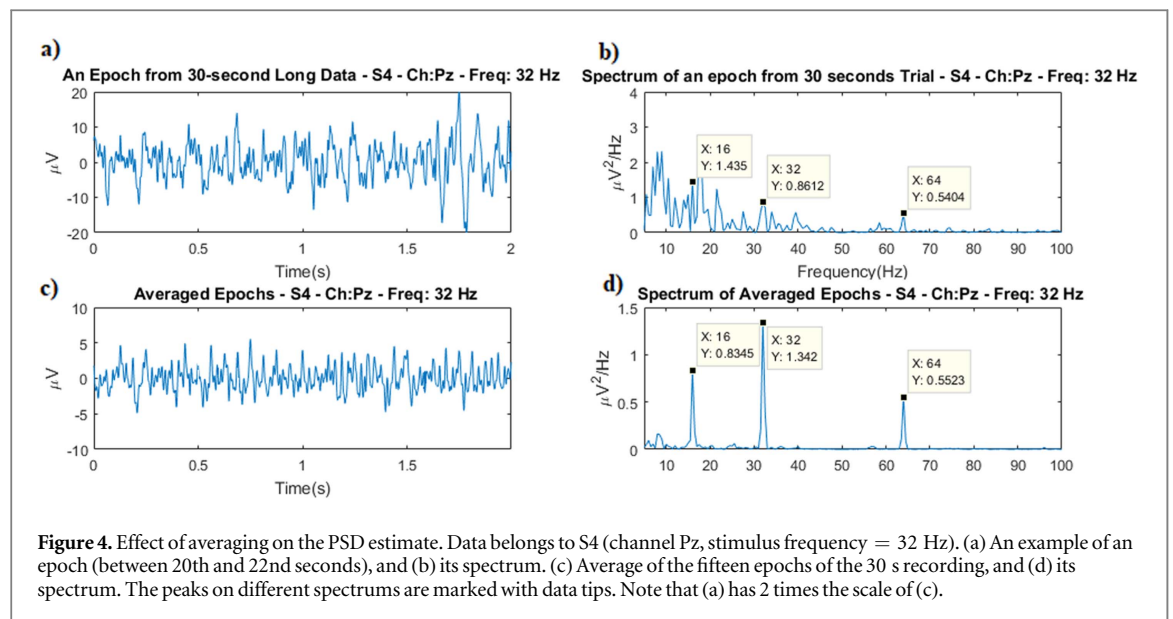 a)
An Epoch from 30-second Long Data - S4 - Ch:Pz - Freq: 32 Hz
20
10
0
-10
-20
μV
0 0.5 1 1.5 2
Time(s)
b)
Spectrum of an epoch from 30 seconds Trial - S4 - Ch:Pz - Freq: 32 Hz
4
3
2
1
0
μV²/Hz
X: 16
Y: 1.435
X: 32
Y: 0.8612
X: 64
Y: 0.5404
10 20 30 40 50 60 70 80 90 100
Frequency(Hz)
c)
Averaged Epochs - S4 - Ch:Pz - Freq: 32 Hz
10
5
0
-5
-10
μV
0 0.5 1 1.5
Time(s)
d)
Spectrum of Averaged Epochs - S4 - Ch:Pz - Freq: 32 Hz
1.5
1
0.5
0
μV²/Hz
X: 16
Y: 0.8345
X: 32
Y: 1.342
X: 64
Y: 0.5523
10 20 30 40 50 60 70 80 90 100
Figure 4. Effect of averaging on the PSD estimate. Data belongs to S4 (channel Pz, stimulus frequency = 32 Hz). (a) An example of an
epoch (between 20th and 22nd seconds), and (b) its spectrum. (c) Average of the fifteen epochs of the 30 s recording, and (d) its
spectrum. The peaks on different spectrums are marked with data tips. Note that (a) has 2 times the scale of (c).